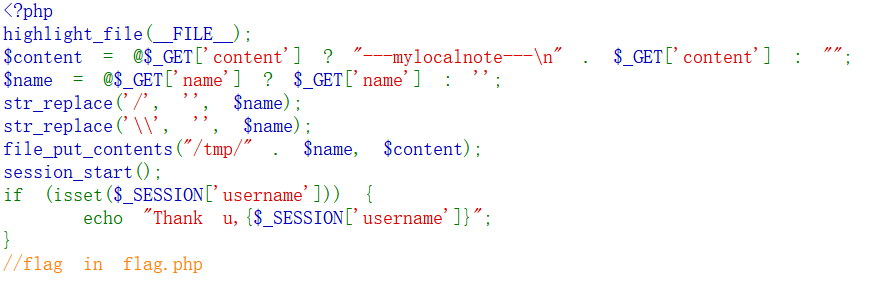 <?php
highlight_file(__FILE__);
$content = @$_GET['content'] ? "---mylocalnote---\n" . $_GET['content'] : "";
$name = @$_GET['name'] ? $_GET['name'] : '';
str_replace('/', '', $name);
str_replace('\\', '', $name);
file_put_contents("/tmp/" . $name, $content);
session_start();
if (isset($_SESSION['username'])) {
        echo "Thank u,{$_SESSION['username']}";
}
//flag in flag.php